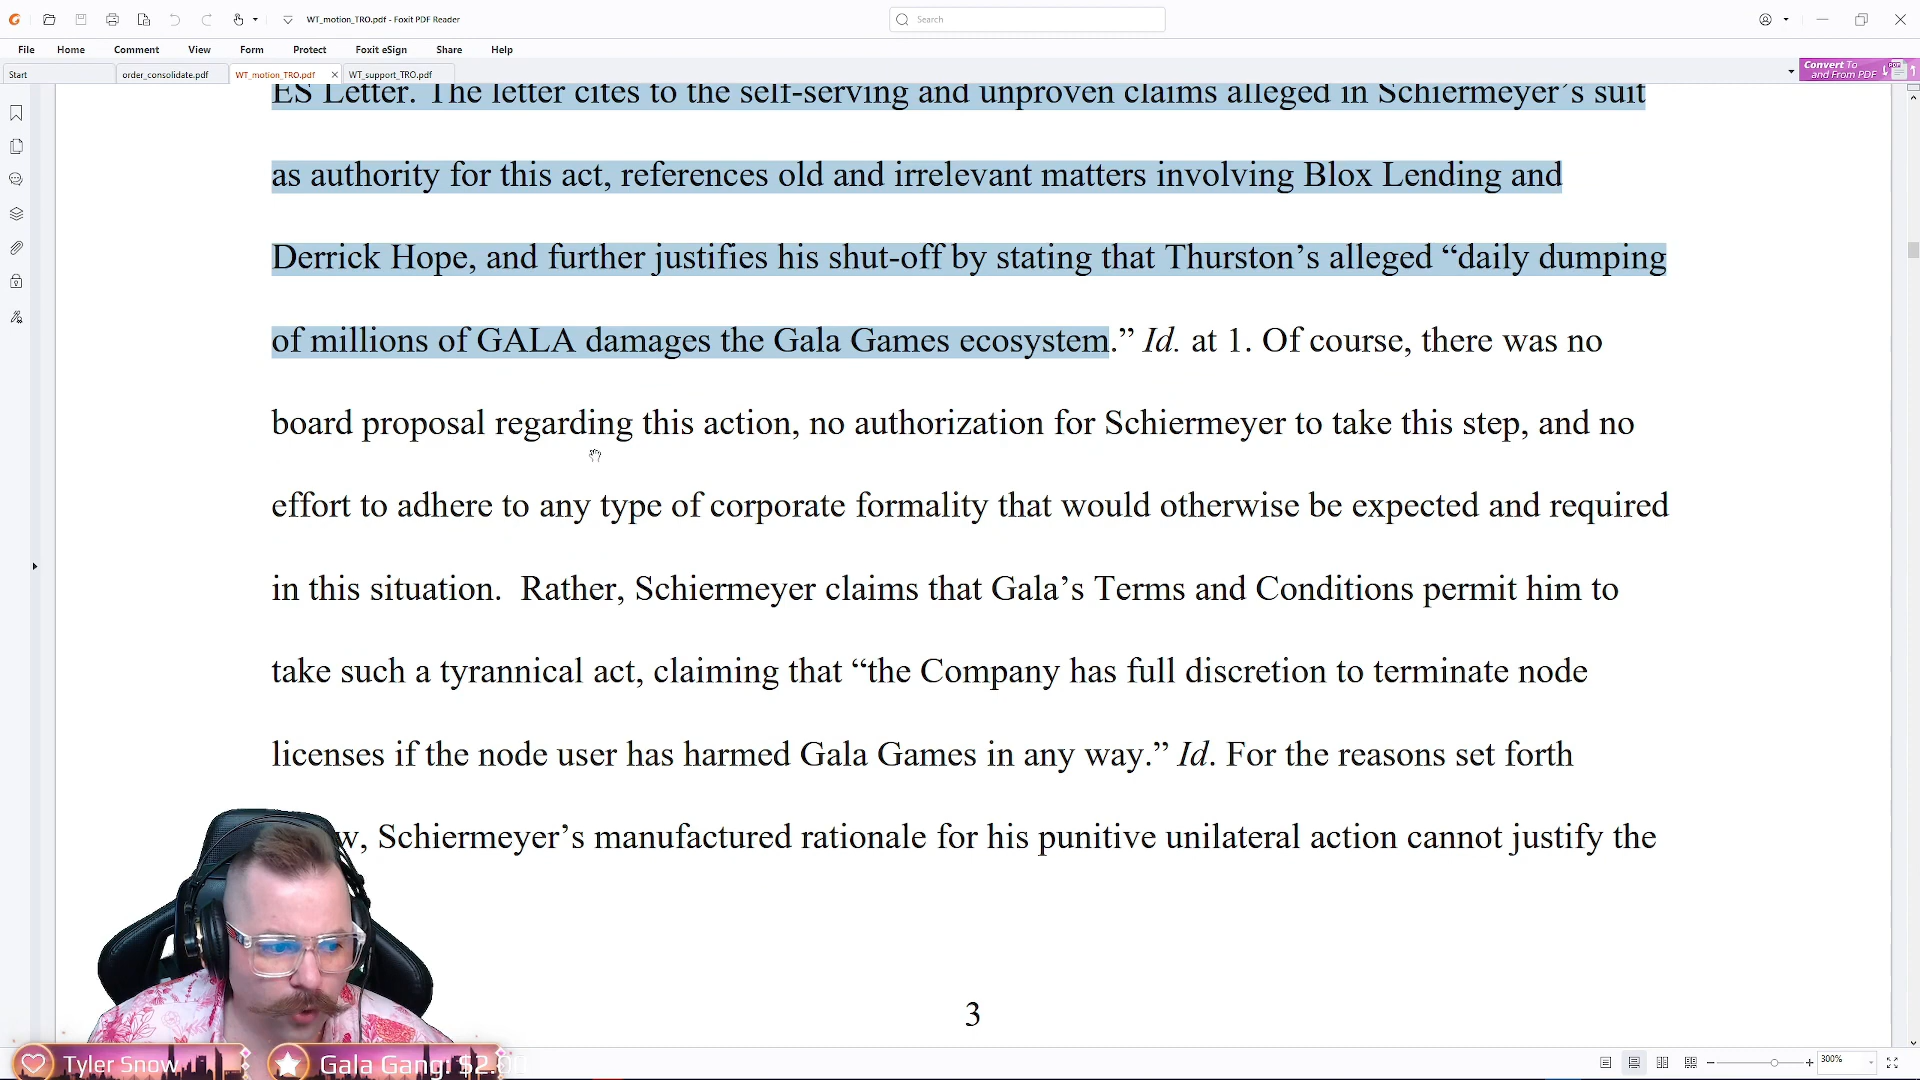 WT_motion_TRO.pdf - Foxit PDF Reader
Search
File Home Comment View Form Protect Foxit eSign Share Help
Start order_consolidate.pdf WT_motion_TRO.pdf WT_support_TRO.pdf
Convert To
and From PDF
PDF
ES Letter. The letter cites to the self-serving and unproven claims alleged in Schiermeyer’s suit
as authority for this act, references old and irrelevant matters involving Blox Lending and
Derrick Hope, and further justifies his shut-off by stating that Thurston’s alleged “daily dumping
of millions of GALA damages the Gala Games ecosystem.” Id. at 1. Of course, there was no
board proposal regarding this action, no authorization for Schiermeyer to take this step, and no
effort to adhere to any type of corporate formality that would otherwise be expected and required
in this situation. Rather, Schiermeyer claims that Gala’s Terms and Conditions permit him to
take such a tyrannical act, claiming that “the Company has full discretion to terminate node
licenses if the node user has harmed Gala Games in any way.” Id. For the reasons set forth
w, Schiermeyer’s manufactured rationale for his punitive unilateral action cannot justify the
3
Tyler Snow
Gala Gang: $2.00
300%